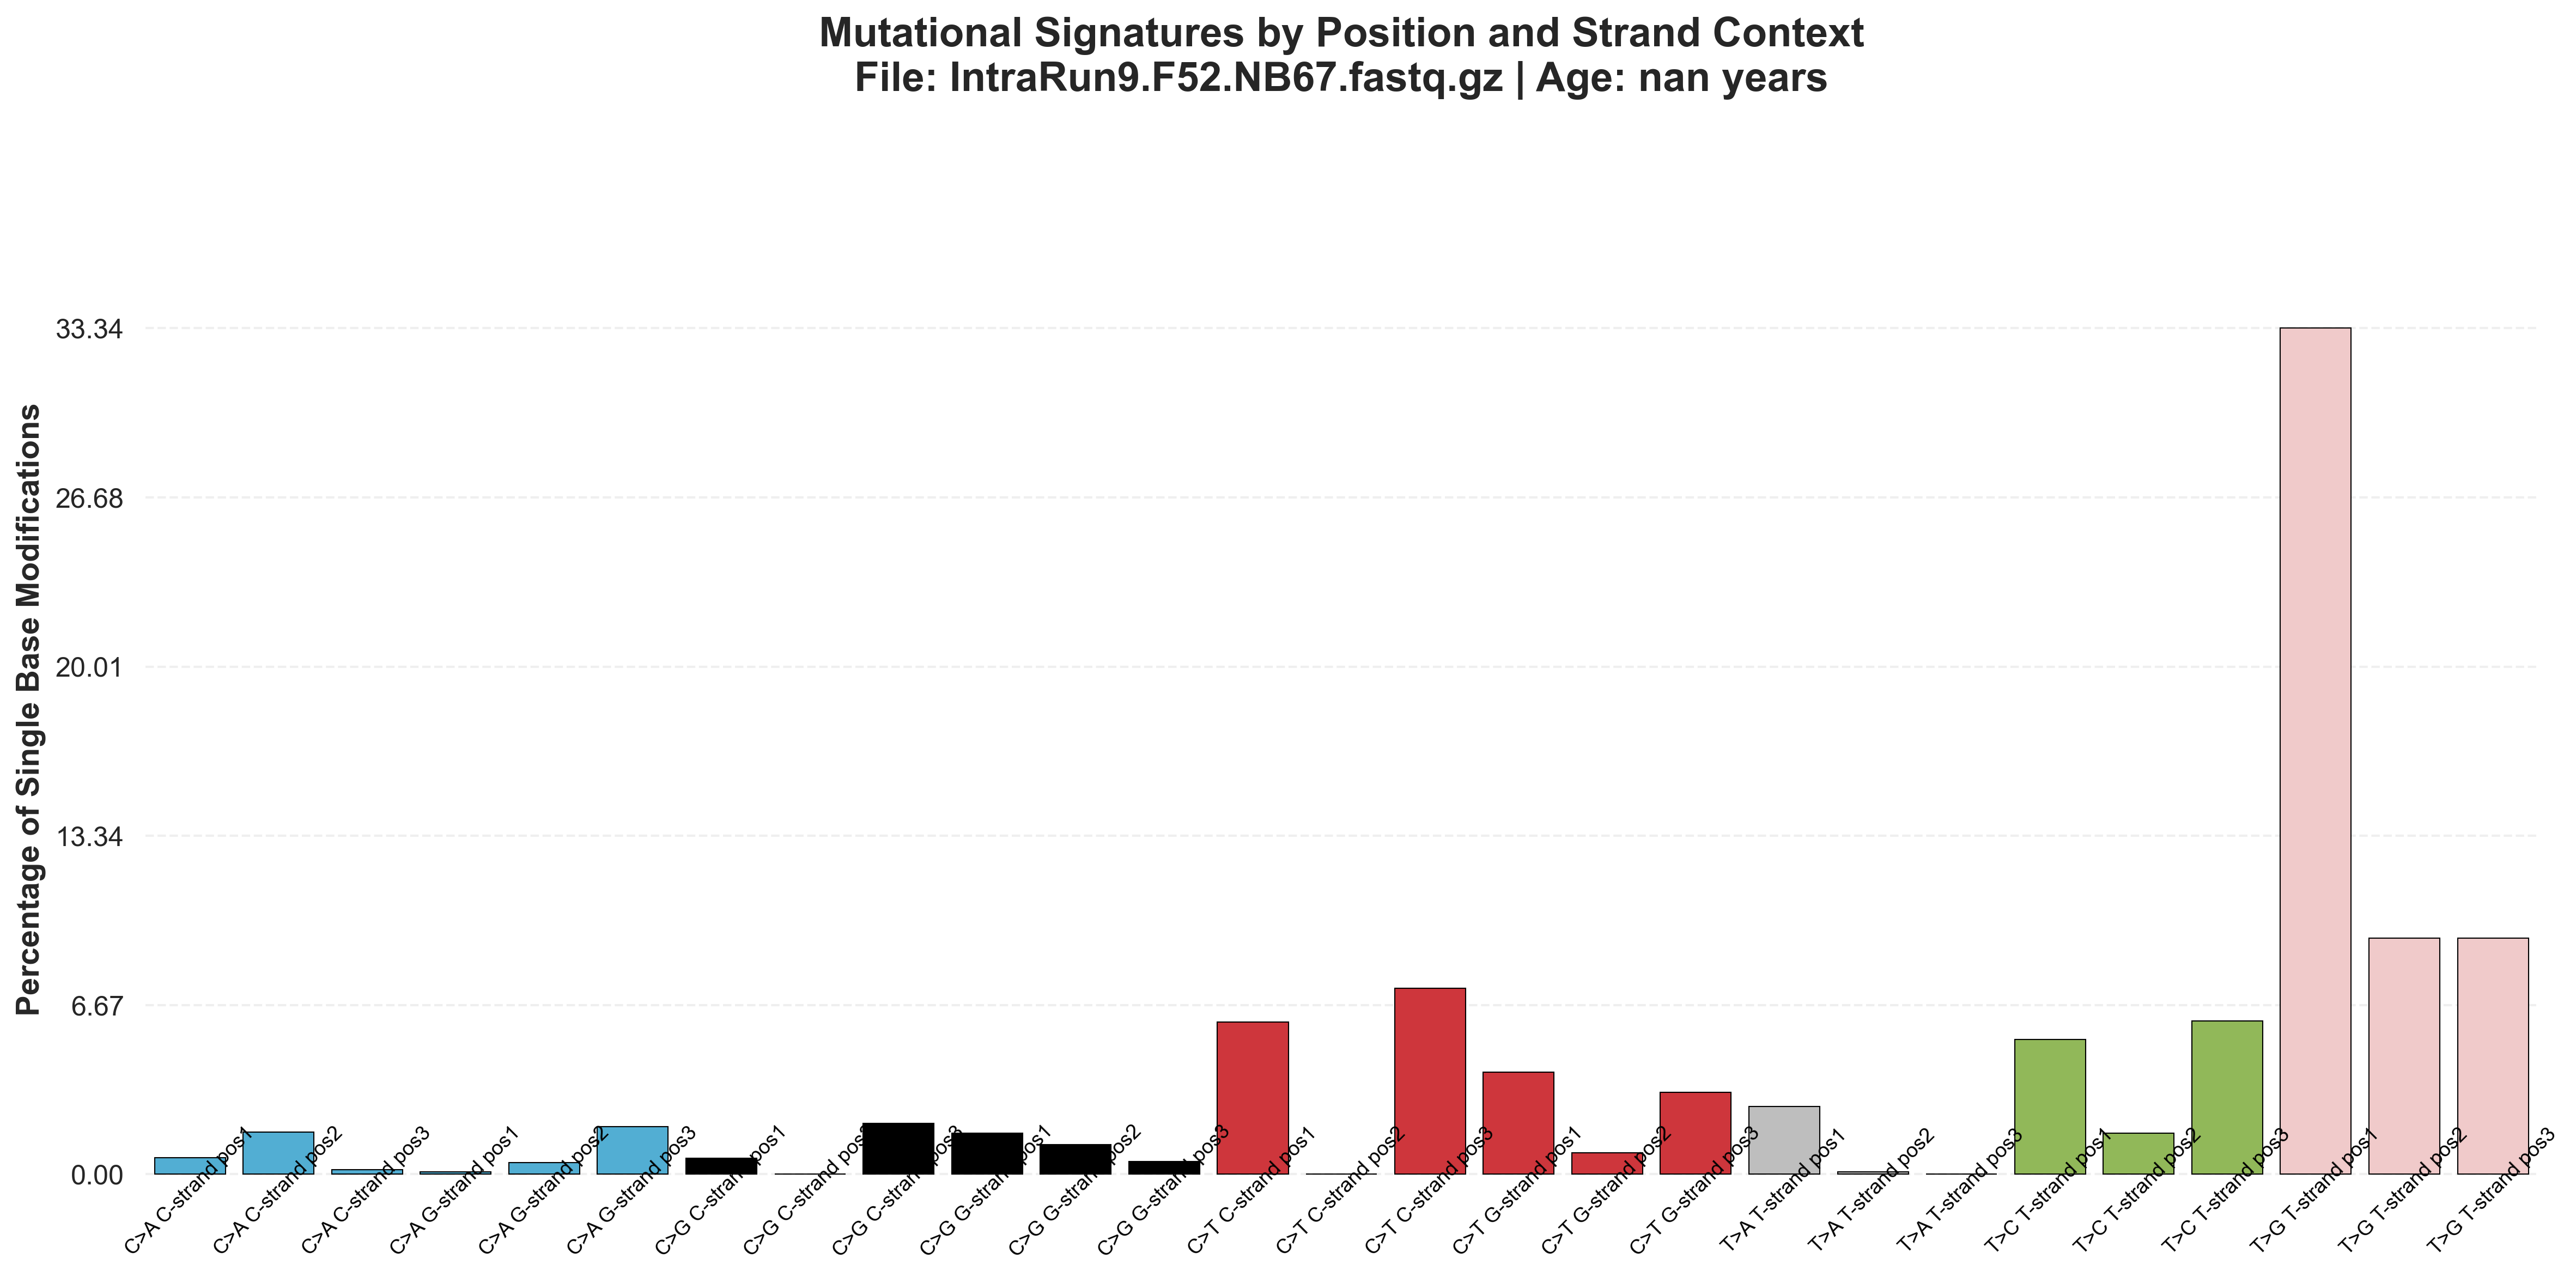 Mutational Signatures by Position and Strand Context
File: IntraRun9.F52.NB67.fastq.gz | Age: nan years
Percentage of Single Base Modifications
33.34
26.68
20.01
13.34
6.67
0.00
C>A C-strand pos1
C>A C-strand pos2
C>A C-strand pos3
C>A G-strand pos1
C>A G-strand pos2
C>A G-strand pos3
C>G C-strand pos1
C>G C-strand pos2
C>G C-strand pos3
C>G G-strand pos1
C>G G-strand pos2
C>G G-strand pos3
C>T C-strand pos1
C>T C-strand pos2
C>T C-strand pos3
C>T G-strand pos1
C>T G-strand pos2
C>T G-strand pos3
T>A T-strand pos1
T>A T-strand pos2
T>A T-strand pos3
T>C T-strand pos1
T>C T-strand pos2
T>C T-strand pos3
T>G T-strand pos1
T>G T-strand pos2
T>G T-strand pos3